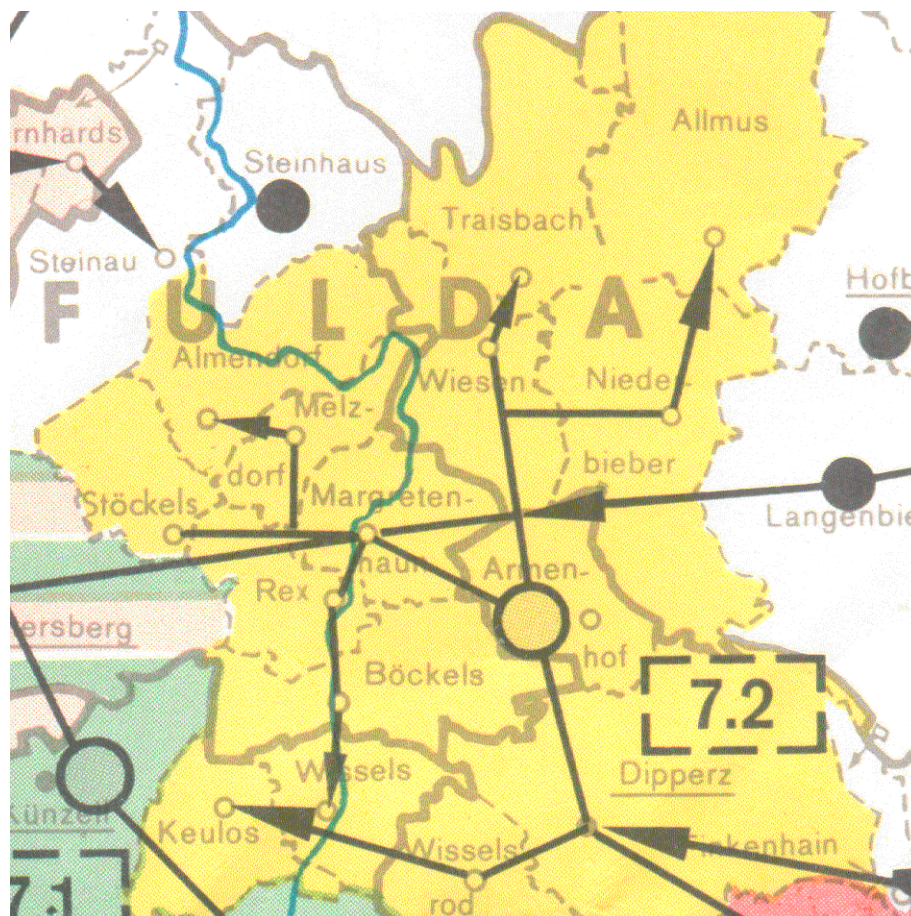 Allmus
rnhards
Steinhaus
Traisbach
Steinau
Hofb
F U L D A
Almendorf
Wiesen
Nieder-
bieber
Melz-
dorf
Margreten-
haun
Stöckels
Langenbie
Rex
Armen-
hof
ersberg
Böckels
7.2
Wissels
Dipperz
Künzell
Keulos
Wissels
rod
Finkenhain
7.1